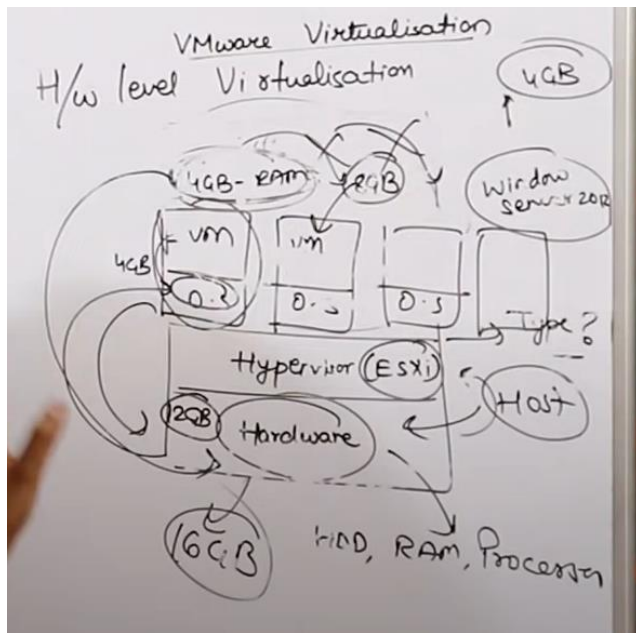 VMware Virtualisation
H/w level Virtualisation
4GB
4GB-RAM
2GB
Window
server 2012
VM
VM
4GB
O.S
O.S
O.S
Type ?
Hypervisor (ESXi)
Host
12GB
Hardware
16GB
HDD, RAM, Processor